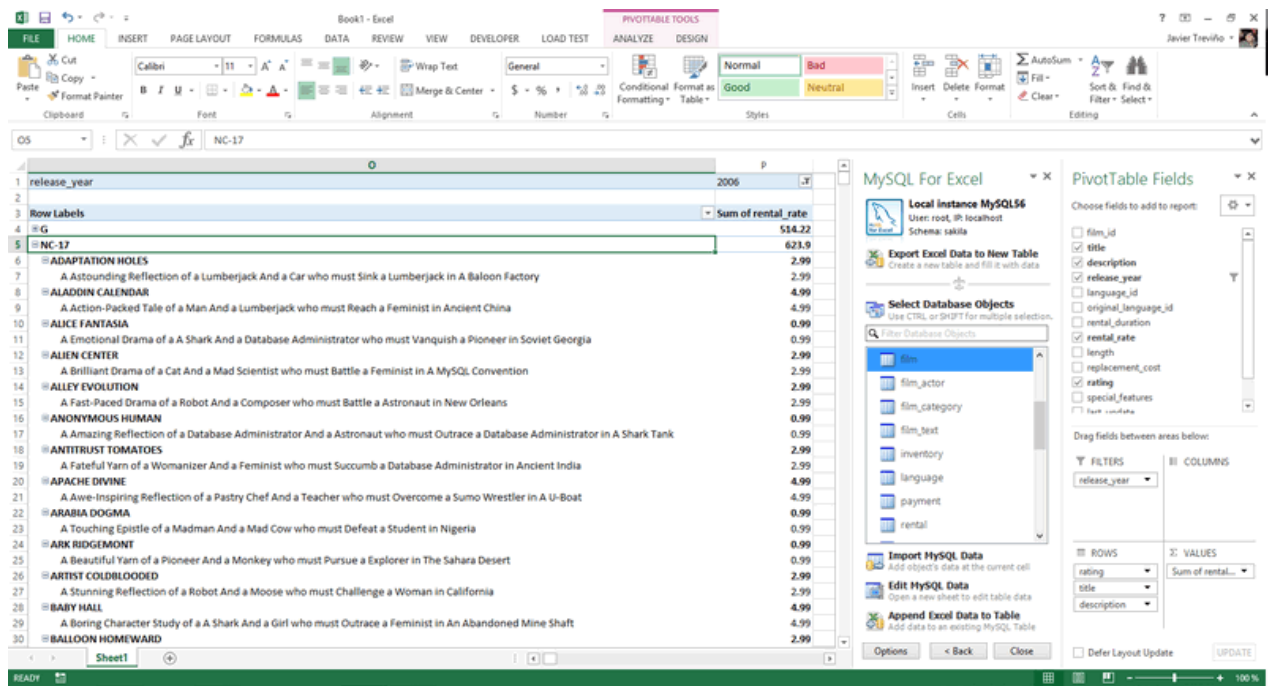 Book1 - Excel
PIVOTTABLE TOOLS
FILE HOME INSERT PAGE LAYOUT FORMULAS DATA REVIEW VIEW DEVELOPER LOAD TEST ANALYZE DESIGN
Javier Treviño
Paste
Cut
Copy
Format Painter
Clipboard
Calibri 11
B I U
Font
Wrap Text
Merge & Center
Alignment
General
$ % ,
Number
Conditional Formatting
Format as Table
Normal Bad
Good Neutral
Styles
Insert Delete Format
Cells
AutoSum
Fill
Clear
Sort & Filter
Find & Select
Editing
O5 fx NC-17
O P
1 release_year 2006
2
3 Row Labels Sum of rental_rate
4 G 514.22
5 NC-17 623.9
6 ADAPTATION HOLES 2.99
7 A Astounding Reflection of a Lumberjack And a Car who must Sink a Lumberjack in A Baloon Factory 2.99
8 ALADDIN CALENDAR 4.99
9 A Action-Packed Tale of a Man And a Lumberjack who must Reach a Feminist in Ancient China 4.99
10 ALICE FANTASIA 0.99
11 A Emotional Drama of a A Shark And a Database Administrator who must Vanquish a Pioneer in Soviet Georgia 0.99
12 ALIEN CENTER 2.99
13 A Brilliant Drama of a Cat And a Mad Scientist who must Battle a Feminist in A MySQL Convention 2.99
14 ALLEY EVOLUTION 2.99
15 A Fast-Paced Drama of a Robot And a Composer who must Battle a Astronaut in New Orleans 2.99
16 ANONYMOUS HUMAN 0.99
17 A Amazing Reflection of a Database Administrator And a Astronaut who must Outrace a Database Administrator in A Shark Tank 0.99
18 ANTITRUST TOMATOES 2.99
19 A Fateful Yarn of a Womanizer And a Feminist who must Succumb a Database Administrator in Ancient India 2.99
20 APACHE DIVINE 4.99
21 A Awe-Inspiring Reflection of a Pastry Chef And a Teacher who must Overcome a Sumo Wrestler in A U-Boat 4.99
22 ARABIA DOGMA 0.99
23 A Touching Epistle of a Madman And a Mad Cow who must Defeat a Student in Nigeria 0.99
24 ARK RIDGEMONT 0.99
25 A Beautiful Yarn of a Pioneer And a Monkey who must Pursue a Explorer in The Sahara Desert 0.99
26 ARTIST COLDBLOODED 2.99
27 A Stunning Reflection of a Robot And a Moose who must Challenge a Woman in California 2.99
28 BABY HALL 4.99
29 A Boring Character Study of a A Shark And a Girl who must Outrace a Feminist in An Abandoned Mine Shaft 4.99
30 BALLOON HOMEWARD 2.99
Sheet1
READY
100 %
MySQL For Excel
Local instance MySQL56
User: root, IP: localhost
Schema: sakila
Export Excel Data to New Table
Create a new table and fill it with data
Select Database Objects
Use CTRL or SHIFT for multiple selection.
Filter Database Objects
film
film_actor
film_category
film_text
inventory
language
payment
rental
Import MySQL Data
Add object's data at the current cell
Edit MySQL Data
Open a new sheet to edit table data
Append Excel Data to Table
Add data to an existing MySQL Table
Options < Back Close
PivotTable Fields
Choose fields to add to report:
film_id
title
description
release_year
language_id
original_language_id
rental_duration
rental_rate
length
replacement_cost
rating
special_features
last_update
Drag fields between areas below:
FILTERS COLUMNS
release_year
ROWS VALUES
rating Sum of rental...
title
description
Defer Layout Update UPDATE